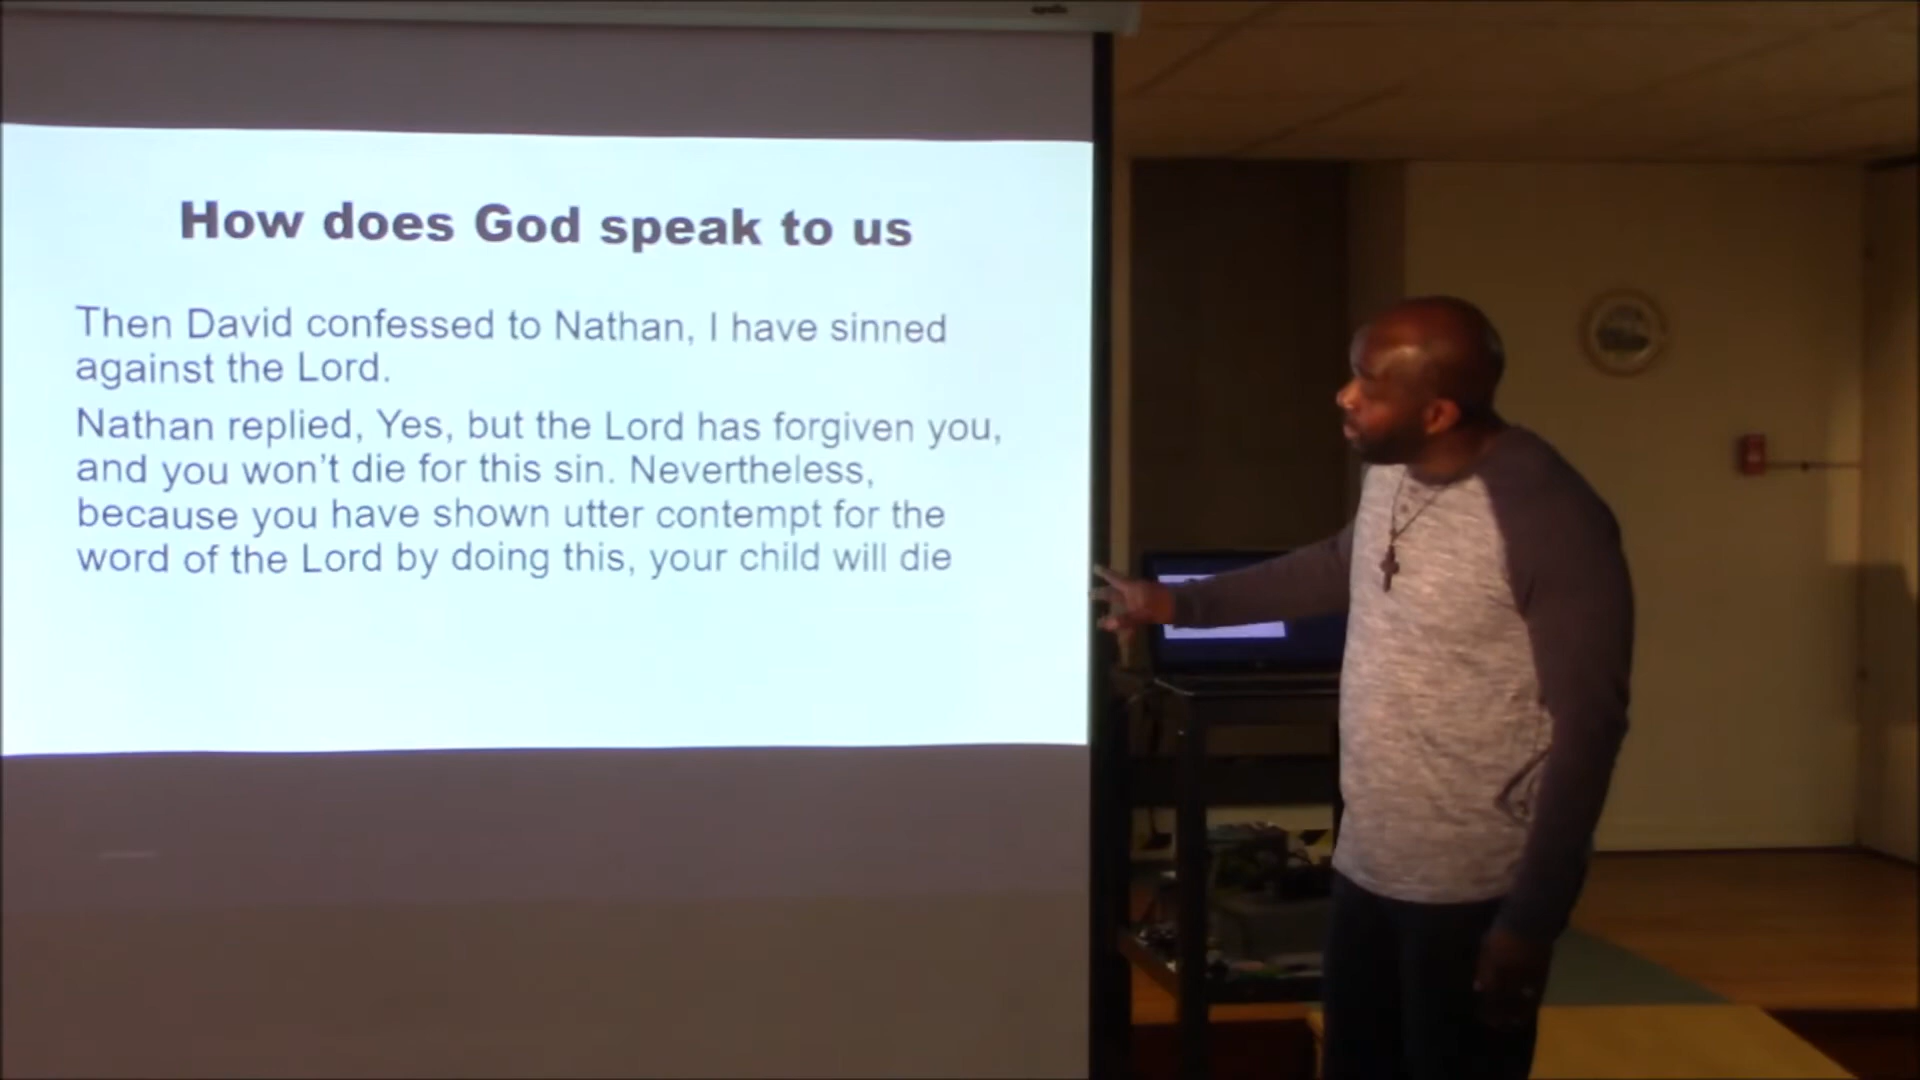 How does God speak to us
Then David confessed to Nathan, I have sinned
against the Lord.
Nathan replied, Yes, but the Lord has forgiven you,
and you won't die for this sin. Nevertheless,
because you have shown utter contempt for the
word of the Lord by doing this, your child will die